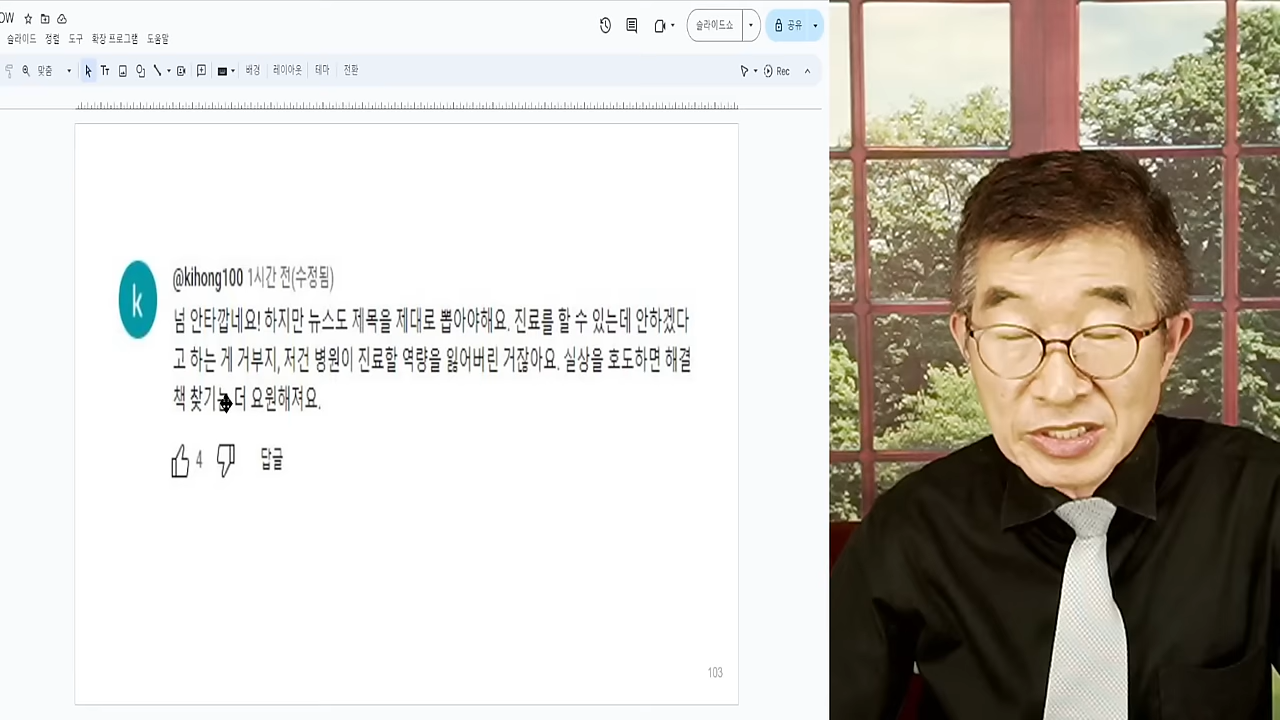 OW
슬라이드 정렬 도구 확장 프로그램 도움말
슬라이드쇼
공유
맞춤
Tт
배경 레이아웃 테마 전환
Rec
k
@kihong100 1시간 전(수정됨)
넘 안타깝네요! 하지만 뉴스도 제목을 제대로 뽑아야해요. 진료를 할 수 있는데 안하겠다
고 하는 게 거부지, 저건 병원이 진료할 역량을 잃어버린 거잖아요. 실상을 호도하면 해결
책 찾기 더 요원해져요.
4 답글
103